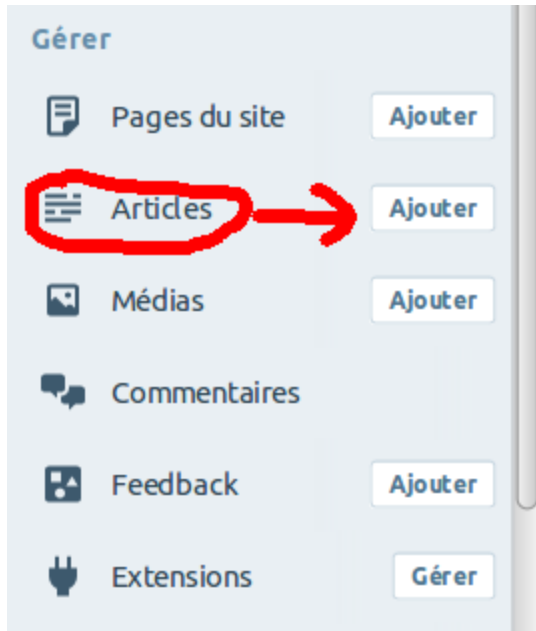 Gérer
Pages du site Ajouter
Articles Ajouter
Médias Ajouter
Commentaires
Feedback Ajouter
Extensions Gérer